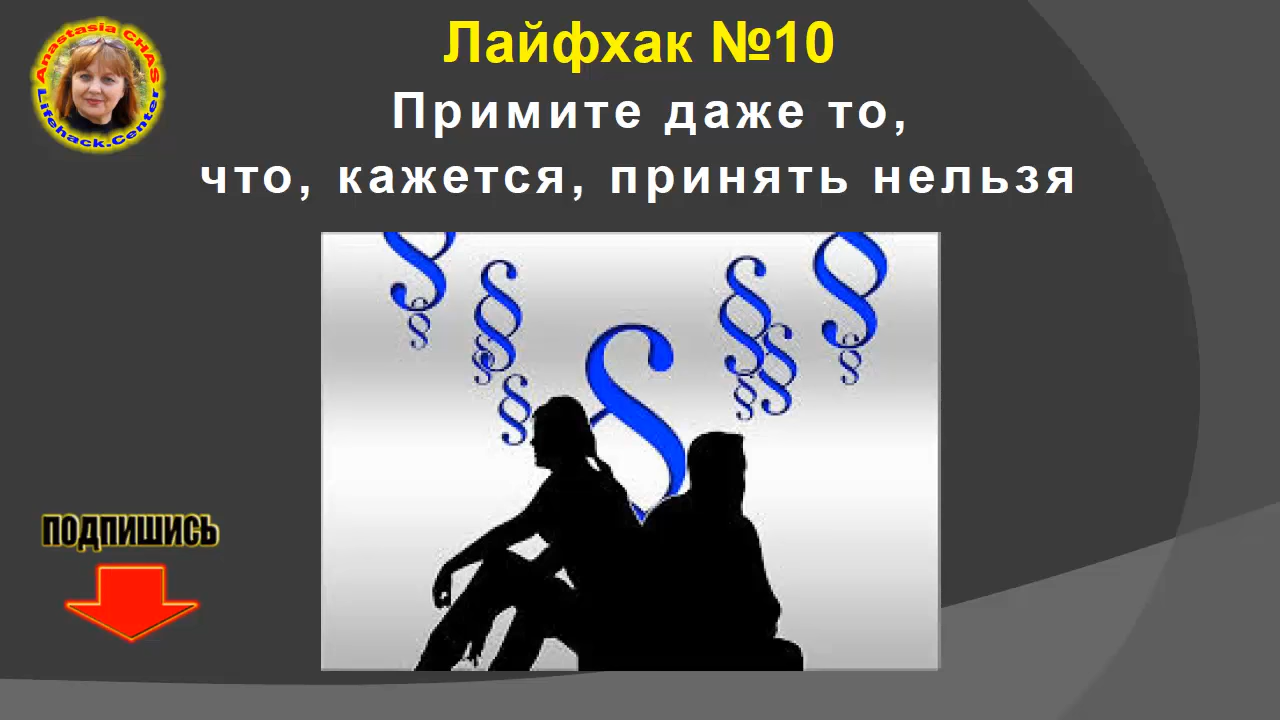 Anastasia CHAS
Lifehack.Center
Лайфхак №10
Примите даже то,
что, кажется, принять нельзя
§ § § § § § § § § § § §
ПОДПИШИСЬ